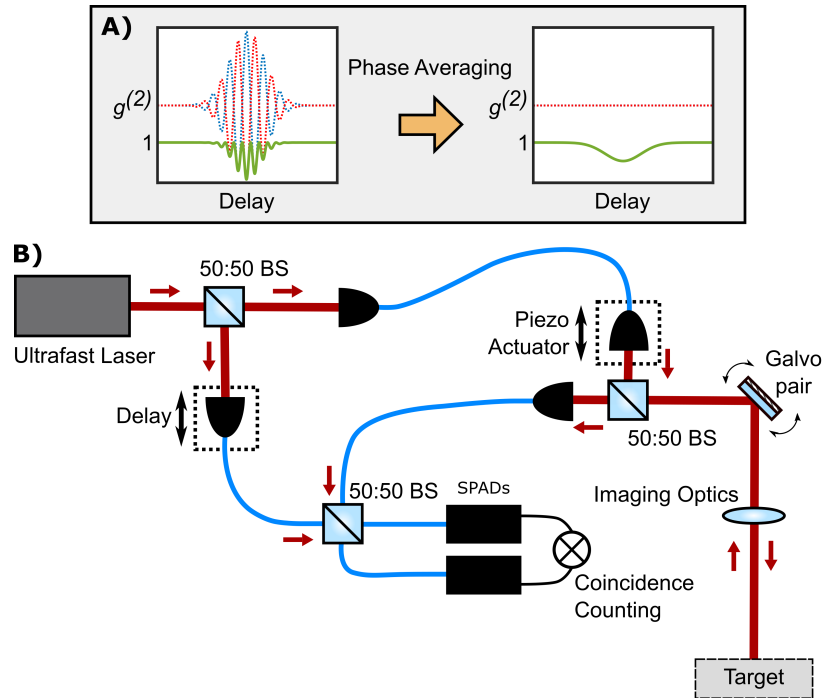 A)
g(2)
1
Delay
Phase Averaging
g(2)
1
Delay
B)
50:50 BS
Ultrafast Laser
Piezo
Actuator
Galvo
pair
Delay
50:50 BS
50:50 BS
SPADs
Imaging Optics
Coincidence
Counting
Target